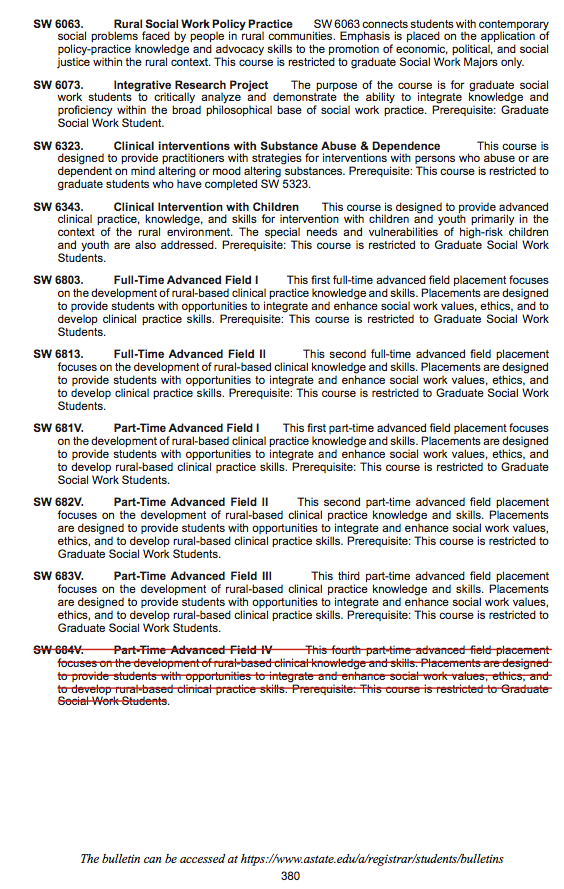 SW 6063. Rural Social Work Policy Practice SW 6063 connects students with contemporary
social problems faced by people in rural communities. Emphasis is placed on the application of
policy-practice knowledge and advocacy skills to the promotion of economic, political, and social
justice within the rural context. This course is restricted to graduate Social Work Majors only.
SW 6073. Integrative Research Project The purpose of the course is for graduate social
work students to critically analyze and demonstrate the ability to integrate knowledge and
proficiency within the broad philosophical base of social work practice. Prerequisite: Graduate
Social Work Student.
SW 6323. Clinical interventions with Substance Abuse & Dependence This course is
designed to provide practitioners with strategies for interventions with persons who abuse or are
dependent on mind altering or mood altering substances. Prerequisite: This course is restricted to
graduate students who have completed SW 5323.
SW 6343. Clinical Intervention with Children This course is designed to provide advanced
clinical practice, knowledge, and skills for intervention with children and youth primarily in the
context of the rural environment. The special needs and vulnerabilities of high-risk children
and youth are also addressed. Prerequisite: This course is restricted to Graduate Social Work
Students.
SW 6803. Full-Time Advanced Field I This first full-time advanced field placement focuses
on the development of rural-based clinical practice knowledge and skills. Placements are designed
to provide students with opportunities to integrate and enhance social work values, ethics, and to
develop clinical practice skills. Prerequisite: This course is restricted to Graduate Social Work
Students.
SW 6813. Full-Time Advanced Field II This second full-time advanced field placement
focuses on the development of rural-based clinical knowledge and skills. Placements are designed
to provide students with opportunities to integrate and enhance social work values, ethics, and
to develop clinical practice skills. Prerequisite: This course is restricted to Graduate Social Work
Students.
SW 681V. Part-Time Advanced Field I This first part-time advanced field placement focuses
on the development of rural-based clinical practice knowledge and skills. Placements are designed
to provide students with opportunities to integrate and enhance social work values, ethics, and
to develop rural-based clinical practice skills. Prerequisite: This course is restricted to Graduate
Social Work Students.
SW 682V. Part-Time Advanced Field II This second part-time advanced field placement
focuses on the development of rural-based clinical practice knowledge and skills. Placements
are designed to provide students with opportunities to integrate and enhance social work values,
ethics, and to develop rural-based clinical practice skills. Prerequisite: This course is restricted to
Graduate Social Work Students.
SW 683V. Part-Time Advanced Field III This third part-time advanced field placement
focuses on the development of rural-based clinical practice knowledge and skills. Placements
are designed to provide students with opportunities to integrate and enhance social work values,
ethics, and to develop rural-based clinical practice skills. Prerequisite: This course is restricted to
Graduate Social Work Students.
SW 684V. Part-Time Advanced Field IV This fourth part-time advanced field placement
focuses on the development of rural-based clinical knowledge and skills. Placements are designed
to provide students with opportunities to integrate and enhance social work values, ethics, and
to develop rural-based clinical practice skills. Prerequisite: This course is restricted to Graduate
Social Work Students.
The bulletin can be accessed at https://www.astate.edu/a/registrar/students/bulletins
380